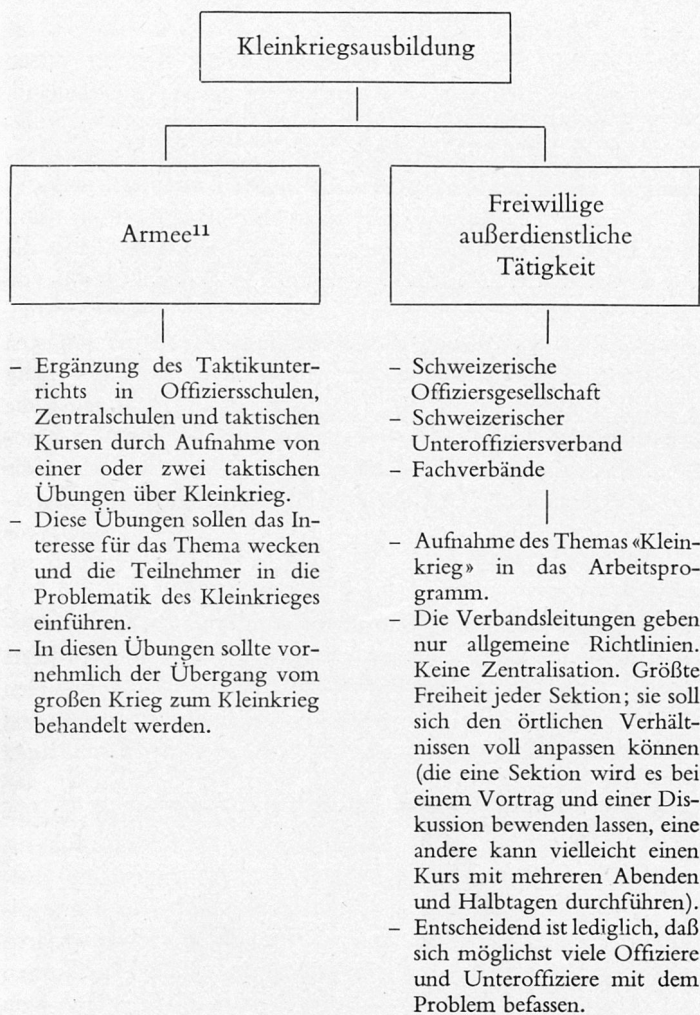 Kleinkriegsausbildung
Armee¹¹
– Ergänzung des Taktikunter-
richts in Offiziersschulen,
Zentralschulen und taktischen
Kursen durch Aufnahme von
einer oder zwei taktischen
Übungen über Kleinkrieg.
– Diese Übungen sollen das In-
teresse für das Thema wecken
und die Teilnehmer in die
Problematik des Kleinkrieges
einführen.
– In diesen Übungen sollte vor-
nehmlich der Übergang vom
großen Krieg zum Kleinkrieg
behandelt werden.
Freiwillige
außerdienstliche
Tätigkeit
– Schweizerische
Offiziersgesellschaft
– Schweizerischer
Unteroffiziersverband
– Fachverbände
– Aufnahme des Themas «Klein-
krieg» in das Arbeitspro-
gramm.
– Die Verbandsleitungen geben
nur allgemeine Richtlinien.
Keine Zentralisation. Größte
Freiheit jeder Sektion; sie soll
sich den örtlichen Verhält-
nissen voll anpassen können
(die eine Sektion wird es bei
einem Vortrag und einer Dis-
kussion bewenden lassen, eine
andere kann vielleicht einen
Kurs mit mehreren Abenden
und Halbtagen durchführen).
– Entscheidend ist lediglich, daß
sich möglichst viele Offiziere
und Unteroffiziere mit dem
Problem befassen.